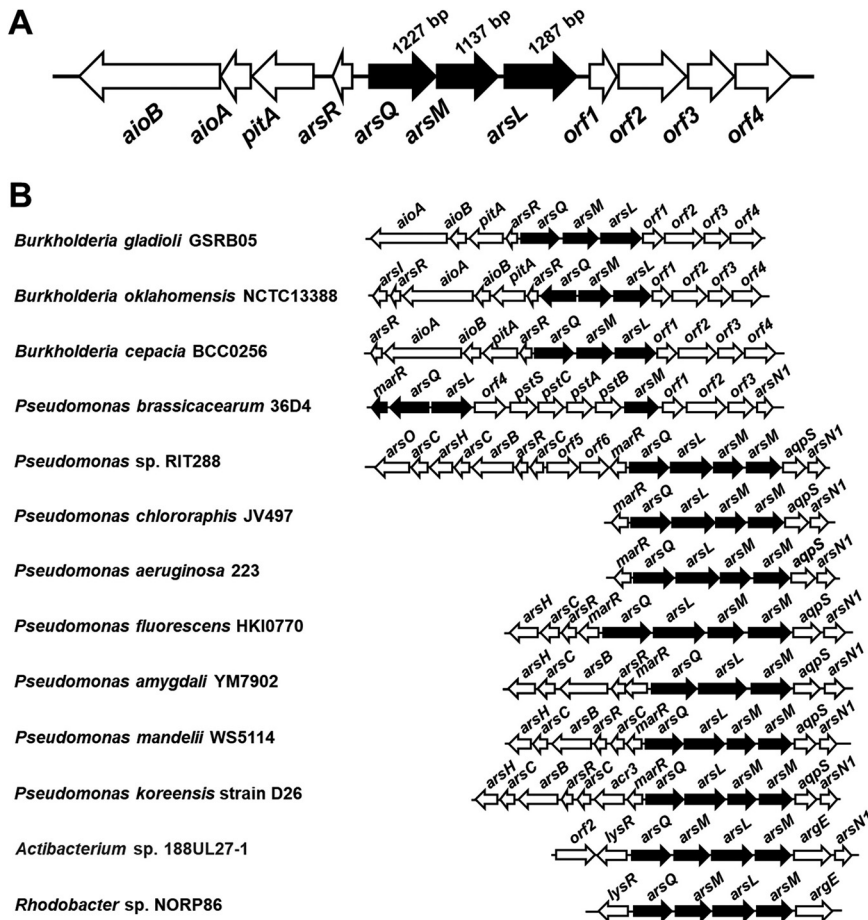 A
1227 bp 1137 bp 1287 bp
aioB aioA pitA arsR arsQ arsM arsL orf1 orf2 orf3 orf4
B
aioA aioB pitA arsR arsQ arsM arsL orf1 orf2 orf3 orf4
Burkholderia gladioli GSRB05
arsI arsR aioA aioB pitA arsR arsQ arsM arsL orf1 orf2 orf3 orf4
Burkholderia oklahomensis NCTC13388
arsR aioA aioB pitA arsR arsQ arsM arsL orf1 orf2 orf3 orf4
Burkholderia cepacia BCC0256
marR arsQ arsL orf4 pstS pstC pstA pstB arsM orf1 orf2 orf3 arsN1
Pseudomonas brassicacearum 36D4
arsO arsC arsH arsC arsB arsR arsC orf5 orf6 marR arsQ arsL arsM arsM aqpS arsN1
Pseudomonas sp. RIT288
marR arsQ arsL arsM arsM aqpS arsN1
Pseudomonas chlororaphis JV497
marR arsQ arsL arsM arsM aqpS arsN1
Pseudomonas aeruginosa 223
arsH arsC arsR marR arsQ arsL arsM arsM aqpS arsN1
Pseudomonas fluorescens HKI0770
arsH arsC arsB arsR marR arsQ arsL arsM aqpS arsN1
Pseudomonas amygdali YM7902
arsH arsC arsB arsR arsC marR arsQ arsL arsM arsM aqpS arsN1
Pseudomonas mandelii WS5114
arsH arsC arsB arsR arsC acr3 marR arsQ arsL arsM arsM aqpS arsN1
Pseudomonas koreensis strain D26
orf2 lysR arsQ arsM arsL arsM argE arsN1
Actibacterium sp. 188UL27-1
lysR arsQ arsM arsL arsM argE
Rhodobacter sp. NORP86